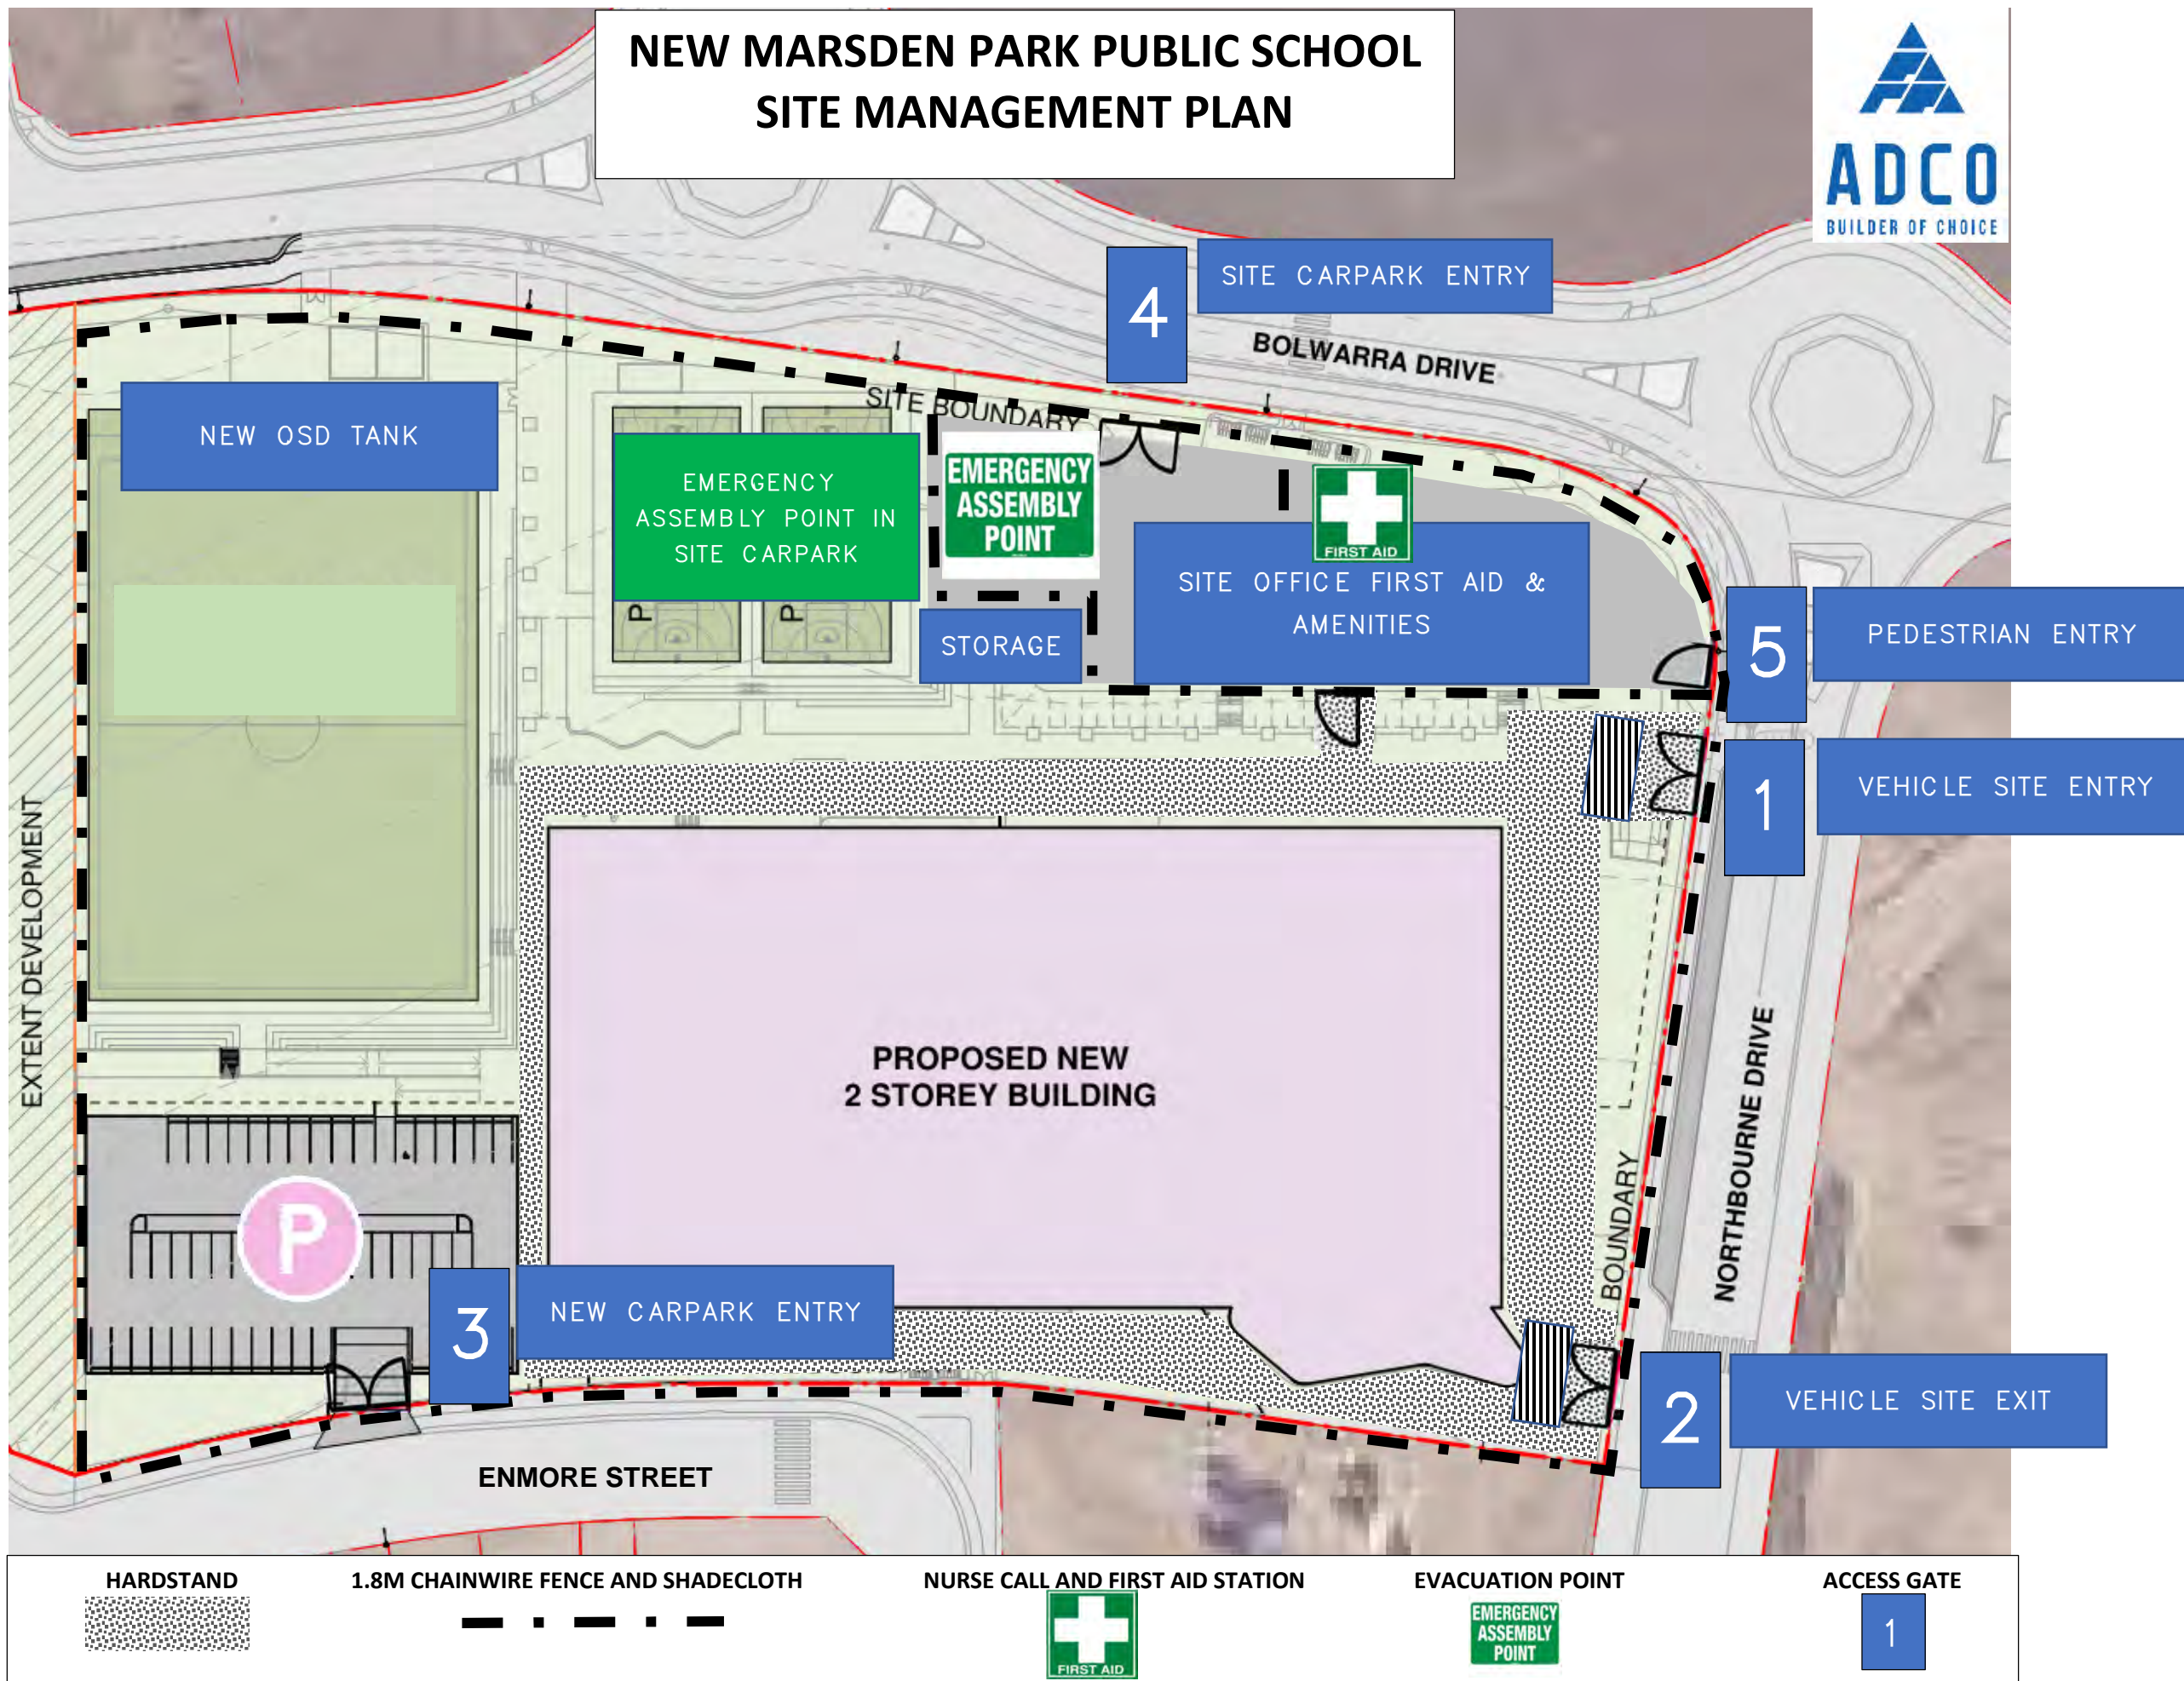 NEW MARSDEN PARK PUBLIC SCHOOL
SITE MANAGEMENT PLAN
ADCO
BUILDER OF CHOICE
4
SITE CARPARK ENTRY
BOLWARRA DRIVE
SITE BOUNDARY
NEW OSD TANK
EMERGENCY
ASSEMBLY POINT IN
SITE CARPARK
EMERGENCY
ASSEMBLY
POINT
FIRST AID
SITE OFFICE FIRST AID &
AMENITIES
P
P
STORAGE
5
PEDESTRIAN ENTRY
1
VEHICLE SITE ENTRY
EXTENT DEVELOPMENT
PROPOSED NEW
2 STOREY BUILDING
NORTHBOURNE DRIVE
BOUNDARY
P
3
NEW CARPARK ENTRY
2
VEHICLE SITE EXIT
ENMORE STREET
HARDSTAND
1.8M CHAINWIRE FENCE AND SHADECLOTH
NURSE CALL AND FIRST AID STATION
FIRST AID
EVACUATION POINT
EMERGENCY
ASSEMBLY
POINT
ACCESS GATE
1